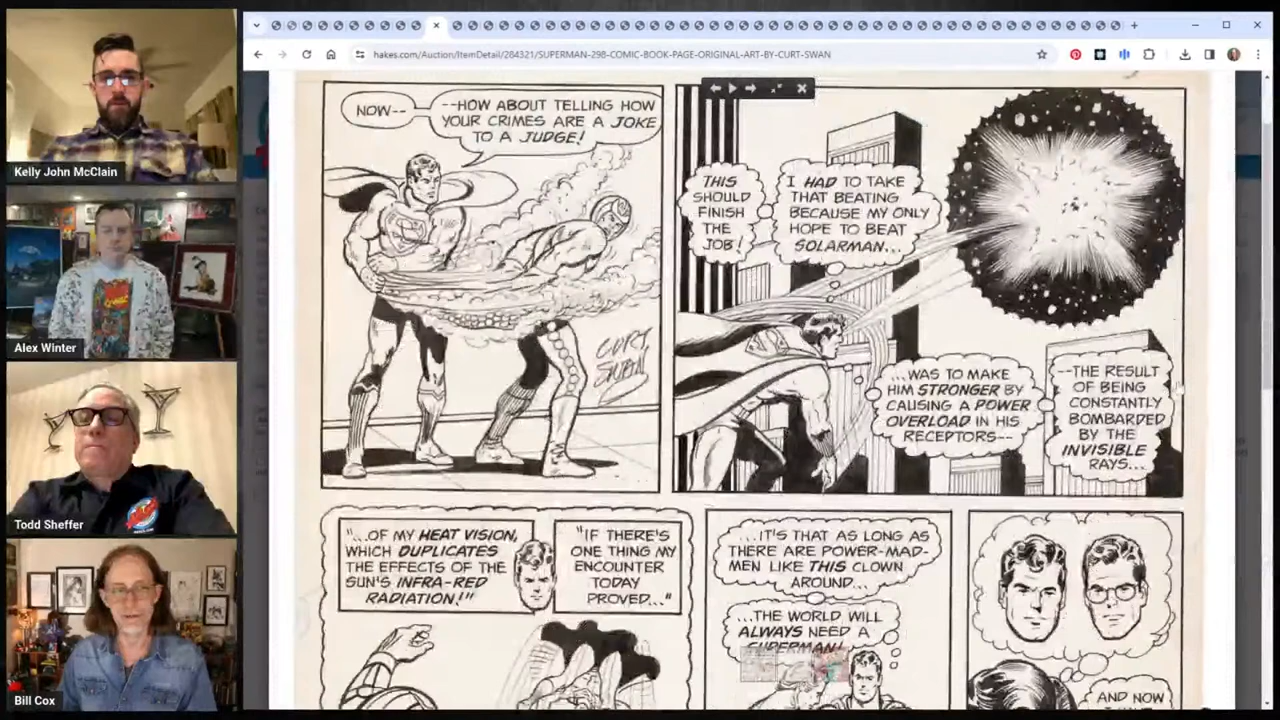 hakes.com/Auction/ItemDetail/284321/SUPERMAN-298-COMIC-BOOK-PAGE-ORIGINAL-ART-BY-CURT-SWAN
Kelly John McClain
Alex Winter
Todd Sheffer
Bill Cox
NOW--
--HOW ABOUT TELLING HOW
YOUR CRIMES ARE A JOKE
TO A JUDGE!
CURT
SWAN
THIS
SHOULD
FINISH
THE
JOB!
I HAD TO TAKE
THAT BEATING
BECAUSE MY ONLY
HOPE TO BEAT
SOLARMAN...
...WAS TO MAKE
HIM STRONGER BY
CAUSING A POWER
OVERLOAD IN HIS
RECEPTORS--
--THE RESULT
OF BEING
CONSTANTLY
BOMBARDED
BY THE
INVISIBLE
RAYS...
"...OF MY HEAT VISION,
WHICH DUPLICATES
THE EFFECTS OF THE
SUN'S INFRA-RED
RADIATION!"
"IF THERE'S
ONE THING MY
ENCOUNTER
TODAY
PROVED..."
...IT'S THAT AS LONG AS
THERE ARE POWER-MAD-
MEN LIKE THIS CLOWN
AROUND...
...THE WORLD WILL
ALWAYS NEED A
SUPERMAN!
AND NOW